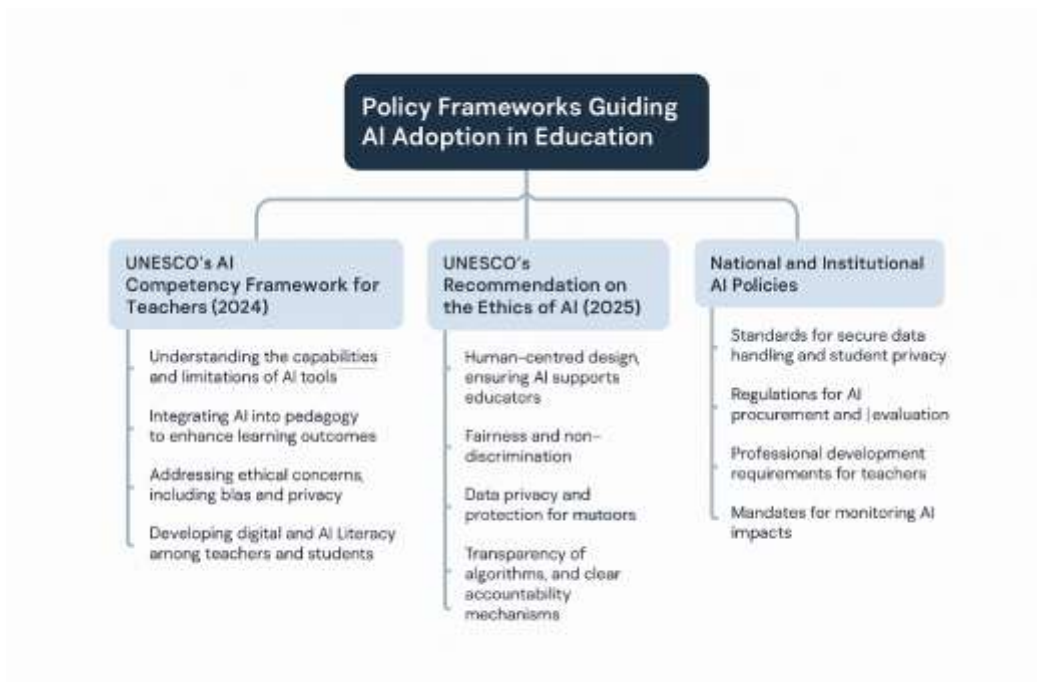 Policy Frameworks Guiding
AI Adoption in Education
UNESCO's AI
Competency Framework for
Teachers (2024)
Understanding the capabilities
and limitations of AI tools
Integrating AI into pedagogy
to enhance learning outcomes
Addressing ethical concerns,
including bias and privacy
Developing digital and AI Literacy
among teachers and students
UNESCO's
Recommendation on
the Ethics of AI (2025)
Human-centred design,
ensuring AI supports
educators
Fairness and non-
discrimination
Data privacy and
protection for mutoors
Transparency of
algorithms, and clear
accountability
mechanisms
National and Institutional
AI Policies
Standards for secure data
handling and student privacy
Regulations for AI
procurement and | evaluation
Professional development
requirements for teachers
Mandates for monitoring AI
impacts